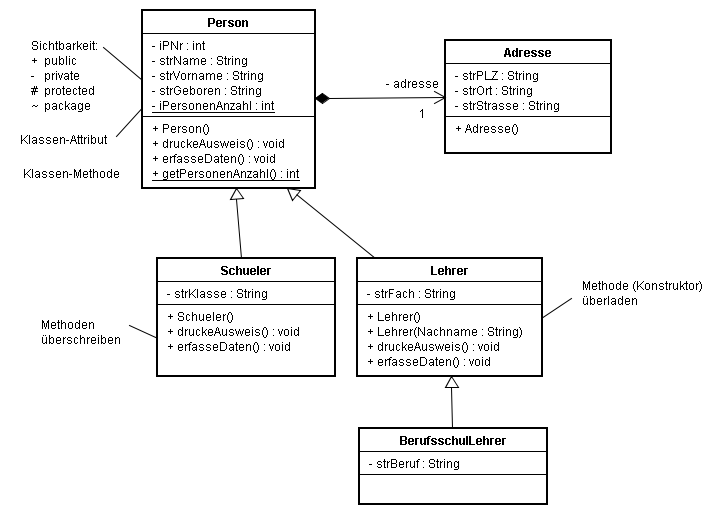 Person
- iPNr : int
- strName : String
- strVorname : String
- strGeboren : String
- iPersonenAnzahl : int
+ Person()
+ druckeAusweis() : void
+ erfasseDaten() : void
+ getPersonenAnzahl() : int
Sichtbarkeit:
+ public
- private
# protected
~ package
Klassen-Attribut
Klassen-Methode
- adresse
1
Adresse
- strPLZ : String
- strOrt : String
- strStrasse : String
+ Adresse()
Schueler
- strKlasse : String
+ Schueler()
+ druckeAusweis() : void
+ erfasseDaten() : void
Methoden
überschreiben
Lehrer
- strFach : String
+ Lehrer()
+ Lehrer(Nachname : String)
+ druckeAusweis() : void
+ erfasseDaten() : void
Methode (Konstruktor)
überladen
BerufsschulLehrer
- strBeruf : String